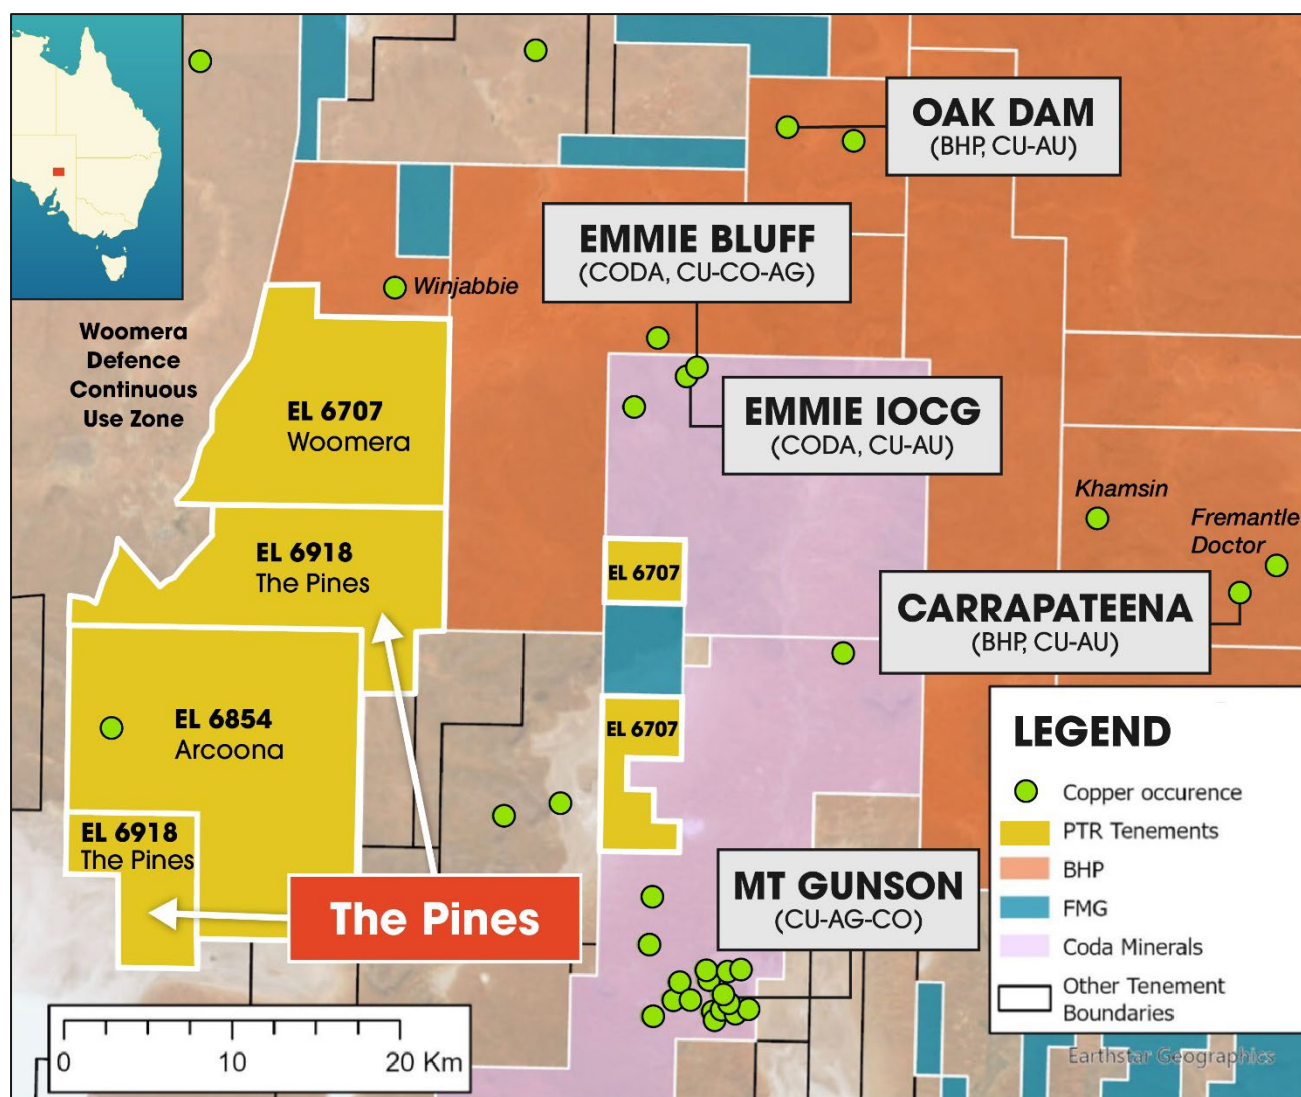 OAK DAM
(BHP, CU-AU)
EMMIE BLUFF
(CODA, CU-CO-AG)
Winjabbie
Woomera
Defence
Continuous
Use Zone
EL 6707
Woomera
EMMIE IOCG
(CODA, CU-AU)
Khamsin
Fremantle
Doctor
EL 6918
The Pines
EL 6707
CARRAPATEENA
(BHP, CU-AU)
EL 6854
Arcoona
EL 6707
EL 6918
The Pines
The Pines
MT GUNSON
(CU-AG-CO)
LEGEND
Copper occurence
PTR Tenements
BHP
FMG
Coda Minerals
Other Tenement
Boundaries
0 10 20 Km
Earthstar Geographics